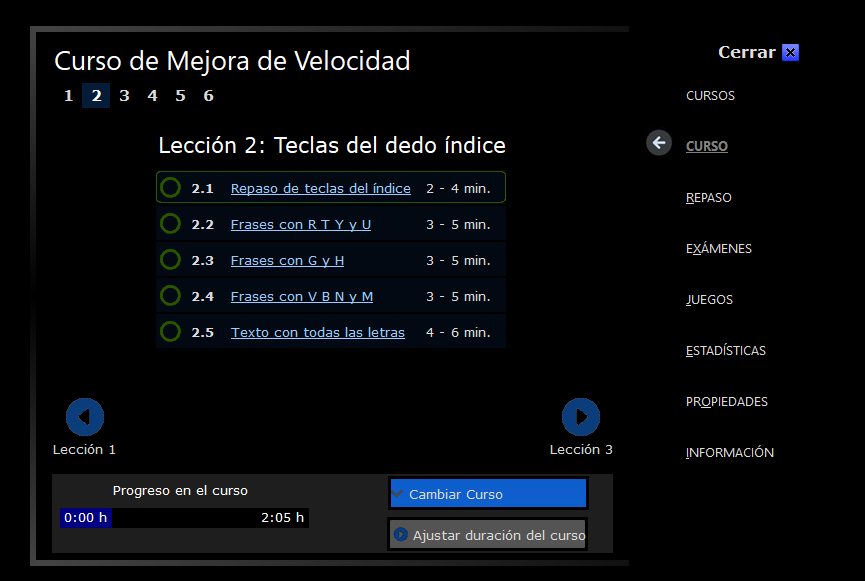 Curso de Mejora de Velocidad
1 2 3 4 5 6
Lección 2: Teclas del dedo índice
2.1 Repaso de teclas del índice 2 - 4 min.
2.2 Frases con R T Y y U 3 - 5 min.
2.3 Frases con G y H 3 - 5 min.
2.4 Frases con V B N y M 3 - 5 min.
2.5 Texto con todas las letras 4 - 6 min.
Lección 1
Lección 3
Progreso en el curso
0:00 h 2:05 h
Cambiar Curso
Ajustar duración del curso
Cerrar
CURSOS
CURSO
REPASO
EXÁMENES
JUEGOS
ESTADÍSTICAS
PROPIEDADES
INFORMACIÓN